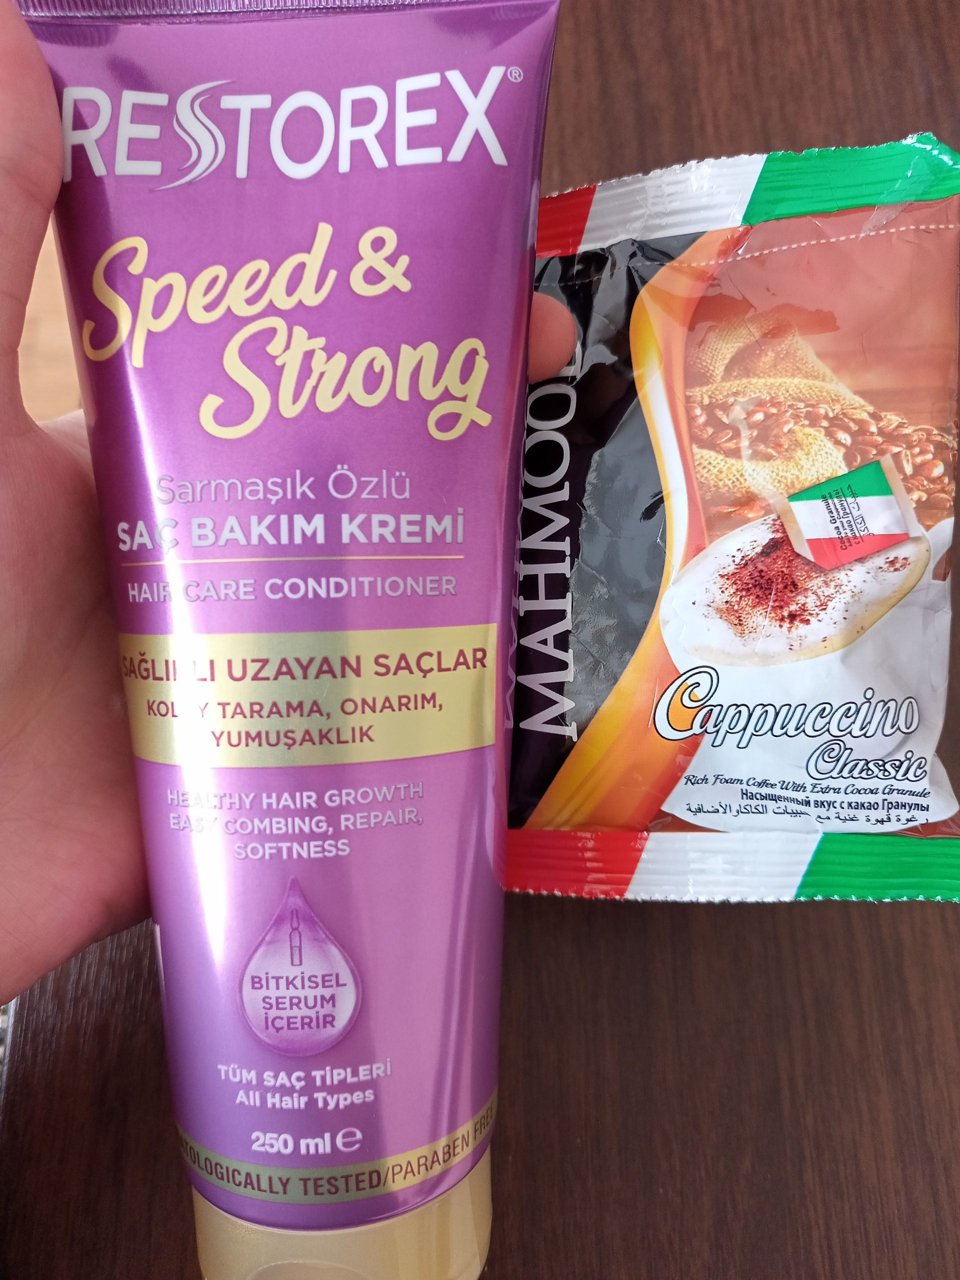 RESTOREX®
Speed &
Strong
Sarmaşık Özlü
SAÇ BAKIM KREMİ
HAIR CARE CONDITIONER
SAĞLIKLI UZAYAN SAÇLAR
KOLAY TARAMA, ONARIM,
YUMUŞAKLIK
HEALTHY HAIR GROWTH
EASY COMBING, REPAIR,
SOFTNESS
BİTKİSEL
SERUM
İÇERİR
TÜM SAÇ TİPLERİ
All Hair Types
250 ml e
TESTED/PARABEN
MAHMOOD
Cocoa Granule
Cappuccino
Classic
Rich Foam Coffee With Extra Cocoa Granule
Насыщенный вкус с какао Гранулы
رغوة قهوة غنية مع حبيبات الكاكاو الأضافية